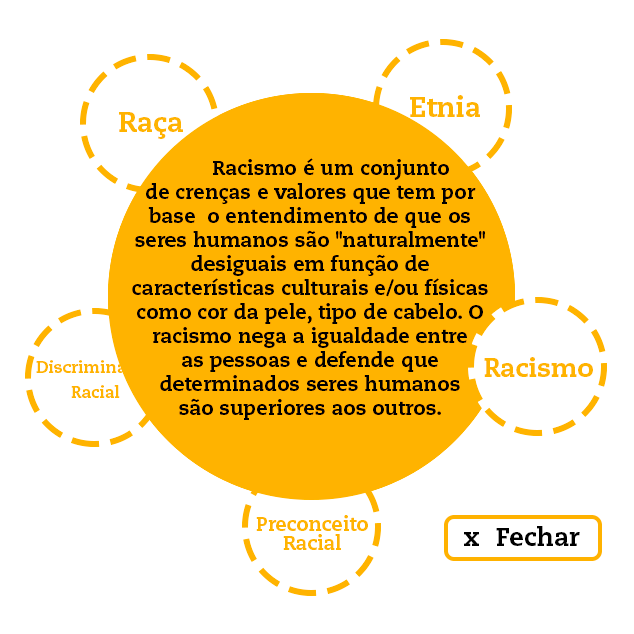 Raça
Etnia
Racismo é um conjunto
de crenças e valores que tem por
base o entendimento de que os
seres humanos são "naturalmente"
desiguais em função de
características culturais e/ou físicas
como cor da pele, tipo de cabelo. O
racismo nega a igualdade entre
as pessoas e defende que
determinados seres humanos
são superiores aos outros.
Racismo
Racial
Preconceito
Racial
x Fechar